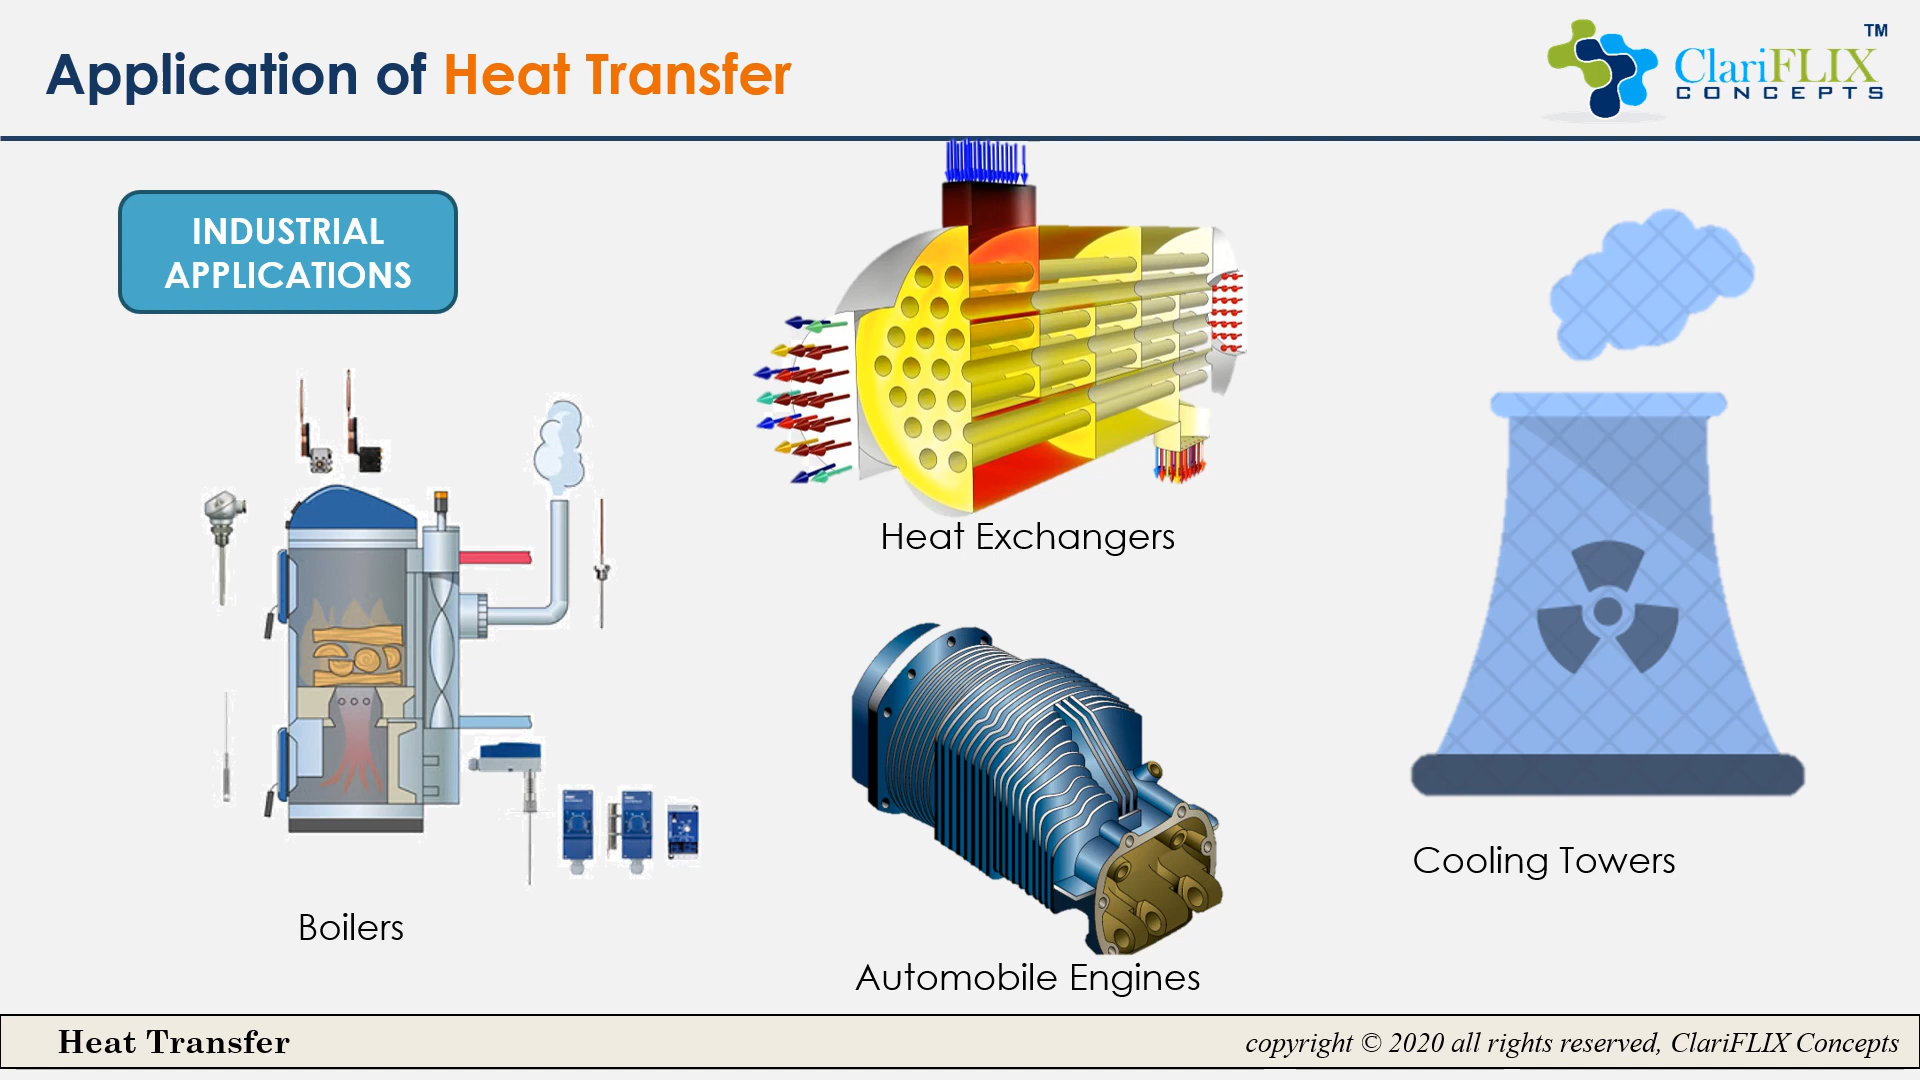 Application of Heat Transfer
TM
ClariFLIX
CONCEPTS
INDUSTRIAL
APPLICATIONS
Heat Exchangers
Cooling Towers
Boilers
Automobile Engines
Heat Transfer
copyright © 2020 all rights reserved, ClariFLIX Concepts